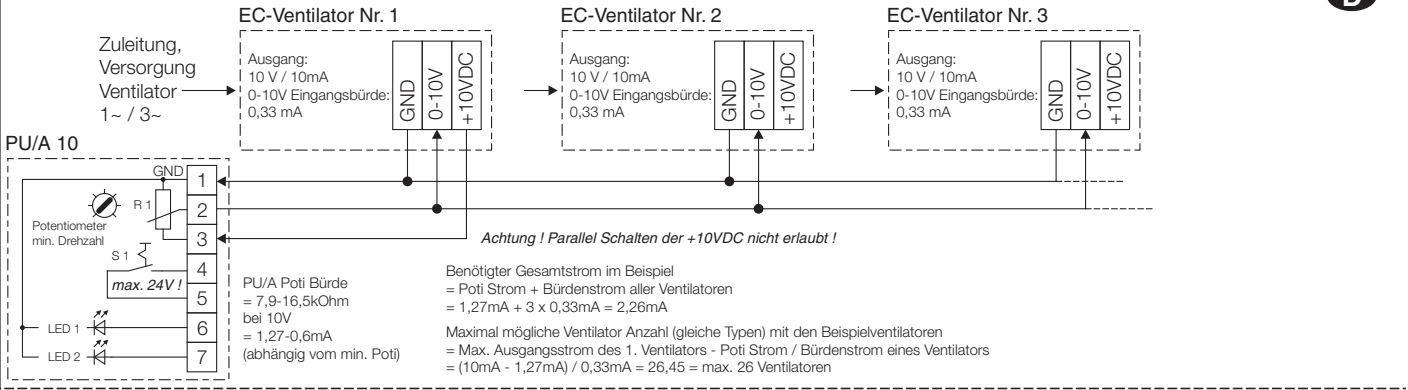 D
EC-Ventilator Nr. 1
EC-Ventilator Nr. 2
EC-Ventilator Nr. 3
Zuleitung,
Versorgung
Ventilator
1~ / 3~
Ausgang:
10 V / 10mA
0-10V Eingangsbürde:
0,33 mA
GND
0-10V
+10VDC
Ausgang:
10 V / 10mA
0-10V Eingangsbürde:
0,33 mA
GND
0-10V
+10VDC
Ausgang:
10 V / 10mA
0-10V Eingangsbürde:
0,33 mA
GND
0-10V
+10VDC
PU/A 10
GND
1
R 1
2
Potentiometer
min. Drehzahl
3
S 1
4
max. 24V !
5
LED 1
6
LED 2
7
Achtung ! Parallel Schalten der +10VDC nicht erlaubt !
PU/A Poti Bürde
= 7,9-16,5kOhm
bei 10V
= 1,27-0,6mA
(abhängig vom min. Poti)
Benötigter Gesamtstrom im Beispiel
= Poti Strom + Bürdenstrom aller Ventilatoren
= 1,27mA + 3 x 0,33mA = 2,26mA
Maximal mögliche Ventilator Anzahl (gleiche Typen) mit den Beispielventilatoren
= Max. Ausgangsstrom des 1. Ventilators - Poti Strom / Bürdenstrom eines Ventilators
= (10mA - 1,27mA) / 0,33mA = 26,45 = max. 26 Ventilatoren